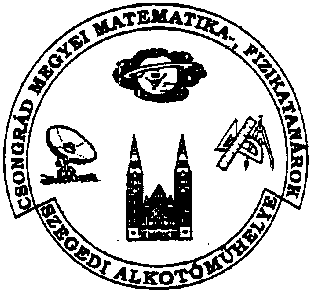 CSONGRÁD MEGYEI MATEMATIKA-, FIZIKATANÁROK
SZEGEDI ALKOTÓMŰHELYE